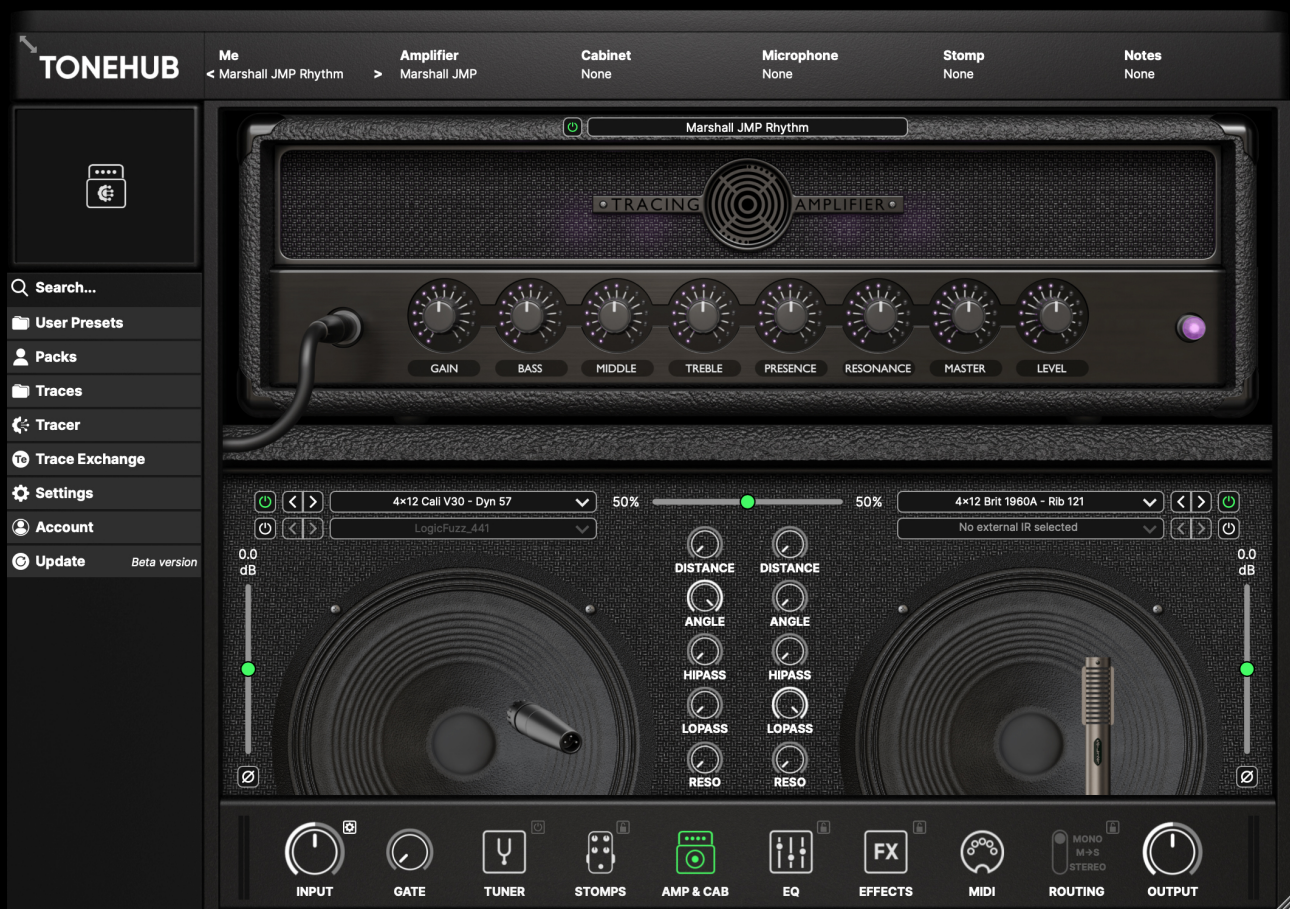 TONEHUB
Me
< Marshall JMP Rhythm >
Amplifier
Marshall JMP
Cabinet
None
Microphone
None
Stomp
None
Notes
None
Search...
User Presets
Packs
Traces
Tracer
Te Trace Exchange
Settings
Account
Update Beta version
Marshall JMP Rhythm
TRACING AMPLIFIER
GAIN BASS MIDDLE TREBLE PRESENCE RESONANCE MASTER LEVEL
4×12 Cali V30 - Dyn 57 50% 50% 4×12 Brit 1960A - Rib 121
LogicFuzz_441 No external IR selected
0.0
dB
0.0
dB
DISTANCE DISTANCE
ANGLE ANGLE
HIPASS HIPASS
LOPASS LOPASS
RESO RESO
Ø Ø
FX
MONO
M→S
STEREO
INPUT GATE TUNER STOMPS AMP & CAB EQ EFFECTS MIDI ROUTING OUTPUT